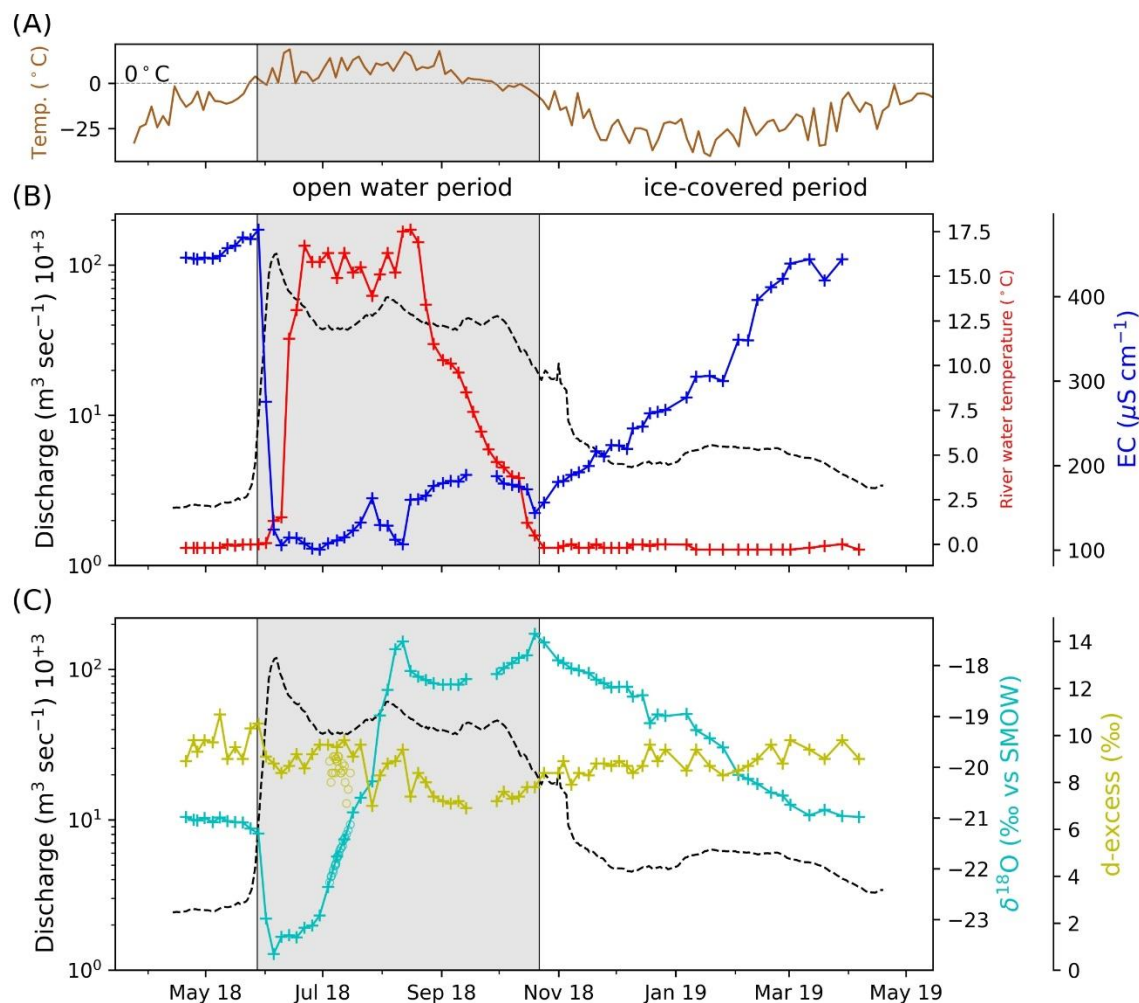 (A)
Temp. (°C)
0
−25
0°C
open water period
ice-covered period
(B)
Discharge (m³ sec⁻¹) 10⁺³
10²
10¹
10⁰
17.5
15.0
12.5
10.0
7.5
5.0
2.5
0.0
River water temperature (°C)
400
300
200
100
EC (μS cm⁻¹)
(C)
Discharge (m³ sec⁻¹) 10⁺³
10²
10¹
10⁰
−18
−19
−20
−21
−22
−23
δ¹⁸O (‰ vs SMOW)
14
12
10
8
6
4
2
0
d-excess (‰)
May 18
Jul 18
Sep 18
Nov 18
Jan 19
Mar 19
May 19